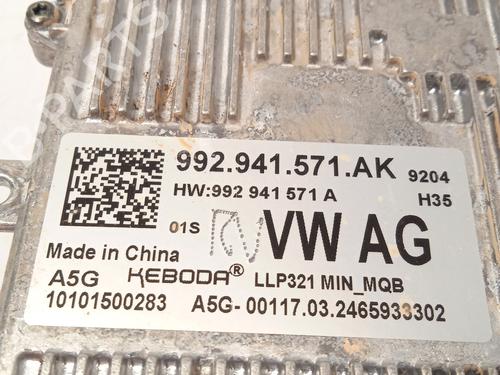 B-PARTS
992.941.571.AK 9204
HW:992 941 571 A H35
01S VW AG
Made in China
A5G KEBODA® LLP321 MIN_MQB
10101500283 A5G- 00117.03.2465933302